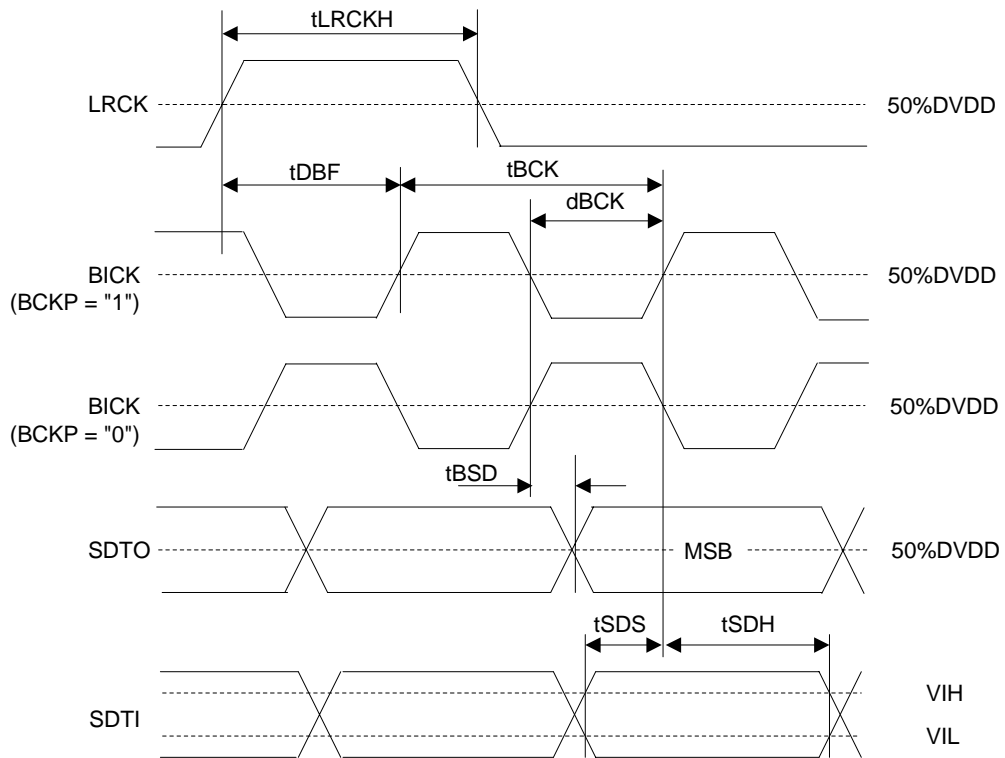 tLRCKH
LRCK 50%DVDD
tDBF tBCK
dBCK
BICK 50%DVDD
(BCKP = "1")
BICK 50%DVDD
(BCKP = "0")
tBSD
SDTO MSB 50%DVDD
tSDS tSDH
VIH
SDTI
VIL